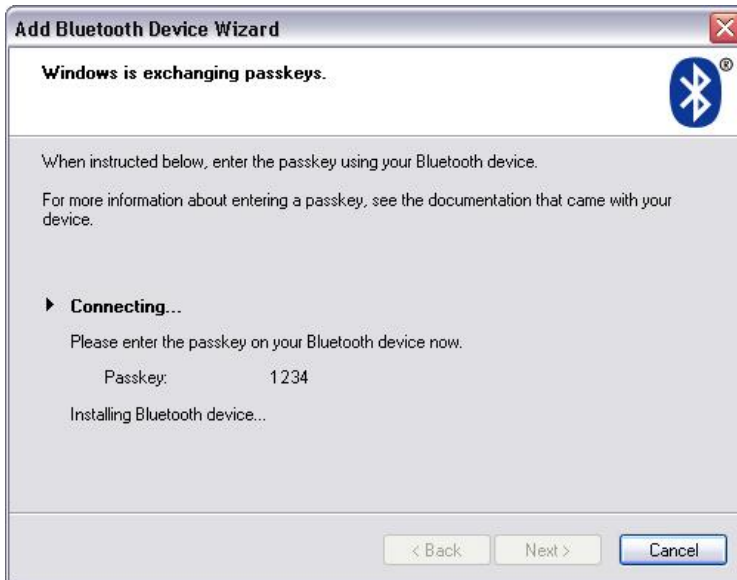 Add Bluetooth Device Wizard
Windows is exchanging passkeys.
®
When instructed below, enter the passkey using your Bluetooth device.
For more information about entering a passkey, see the documentation that came with your
device.
Connecting...
Please enter the passkey on your Bluetooth device now.
Passkey: 1234
Installing Bluetooth device...
< Back Next > Cancel